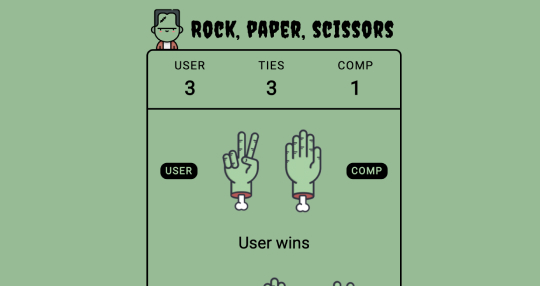 ROCK, PAPER, SCISSORS
USER TIES COMP
3 3 1
USER COMP
User wins